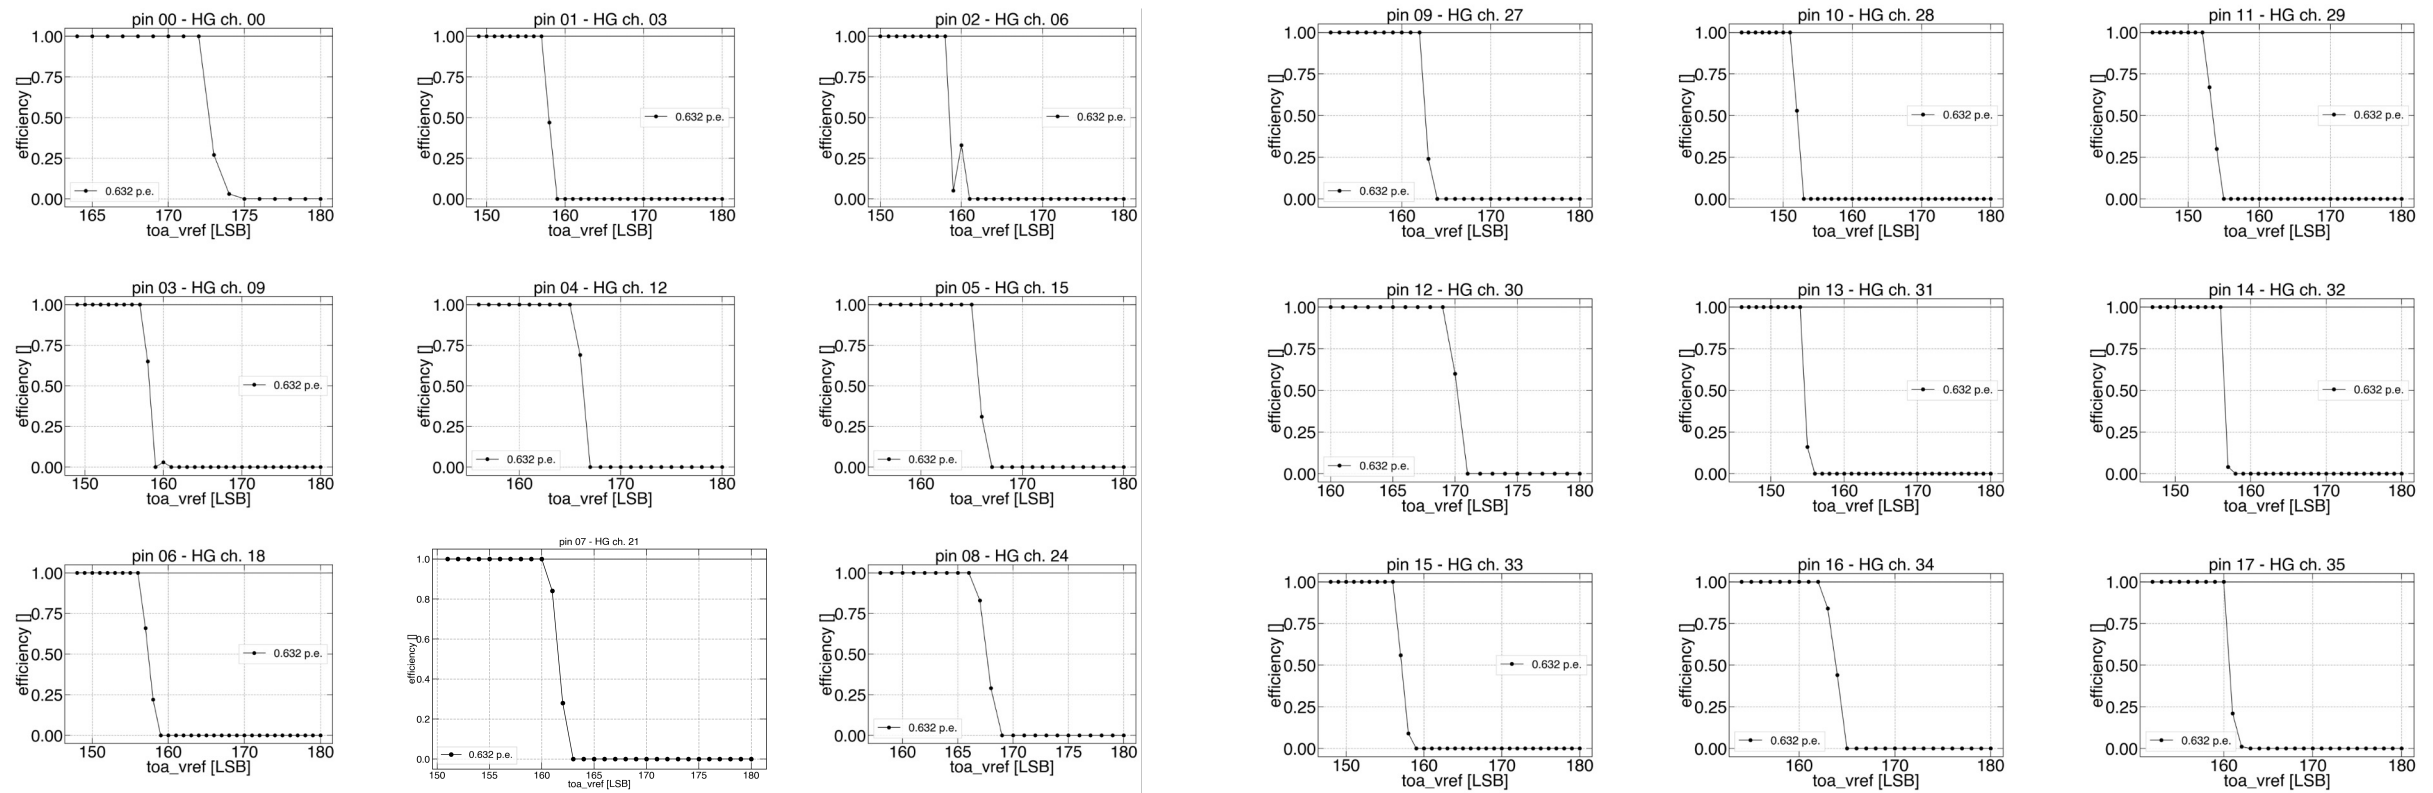 pin 00 - HG ch. 00
efficiency []
1.00
0.75
0.50
0.25
0.00
0.632 p.e.
165 170 175 180
toa_vref [LSB]
pin 01 - HG ch. 03
efficiency []
1.00
0.75
0.50
0.25
0.00
0.632 p.e.
150 160 170 180
toa_vref [LSB]
pin 02 - HG ch. 06
efficiency []
1.00
0.75
0.50
0.25
0.00
0.632 p.e.
150 160 170 180
toa_vref [LSB]
pin 03 - HG ch. 09
efficiency []
1.00
0.75
0.50
0.25
0.00
0.632 p.e.
150 160 170 180
toa_vref [LSB]
pin 04 - HG ch. 12
efficiency []
1.00
0.75
0.50
0.25
0.00
0.632 p.e.
160 170 180
toa_vref [LSB]
pin 05 - HG ch. 15
efficiency []
1.00
0.75
0.50
0.25
0.00
0.632 p.e.
160 170 180
toa_vref [LSB]
pin 06 - HG ch. 18
efficiency []
1.00
0.75
0.50
0.25
0.00
0.632 p.e.
150 160 170 180
toa_vref [LSB]
pin 07 - HG ch. 21
efficiency []
1.0
0.8
0.6
0.4
0.2
0.0
0.632 p.e.
150 155 160 165 170 175 180
toa_vref [LSB]
pin 08 - HG ch. 24
efficiency []
1.00
0.75
0.50
0.25
0.00
0.632 p.e.
160 165 170 175 180
toa_vref [LSB]
pin 09 - HG ch. 27
efficiency []
1.00
0.75
0.50
0.25
0.00
0.632 p.e.
160 170 180
toa_vref [LSB]
pin 10 - HG ch. 28
efficiency []
1.00
0.75
0.50
0.25
0.00
0.632 p.e.
150 160 170 180
toa_vref [LSB]
pin 11 - HG ch. 29
efficiency []
1.00
0.75
0.50
0.25
0.00
0.632 p.e.
150 160 170 180
toa_vref [LSB]
pin 12 - HG ch. 30
efficiency []
1.00
0.75
0.50
0.25
0.00
0.632 p.e.
160 165 170 175 180
toa_vref [LSB]
pin 13 - HG ch. 31
efficiency []
1.00
0.75
0.50
0.25
0.00
0.632 p.e.
150 160 170 180
toa_vref [LSB]
pin 14 - HG ch. 32
efficiency []
1.00
0.75
0.50
0.25
0.00
0.632 p.e.
150 160 170 180
toa_vref [LSB]
pin 15 - HG ch. 33
efficiency []
1.00
0.75
0.50
0.25
0.00
0.632 p.e.
150 160 170 180
toa_vref [LSB]
pin 16 - HG ch. 34
efficiency []
1.00
0.75
0.50
0.25
0.00
0.632 p.e.
160 170 180
toa_vref [LSB]
pin 17 - HG ch. 35
efficiency []
1.00
0.75
0.50
0.25
0.00
0.632 p.e.
160 170 180
toa_vref [LSB]